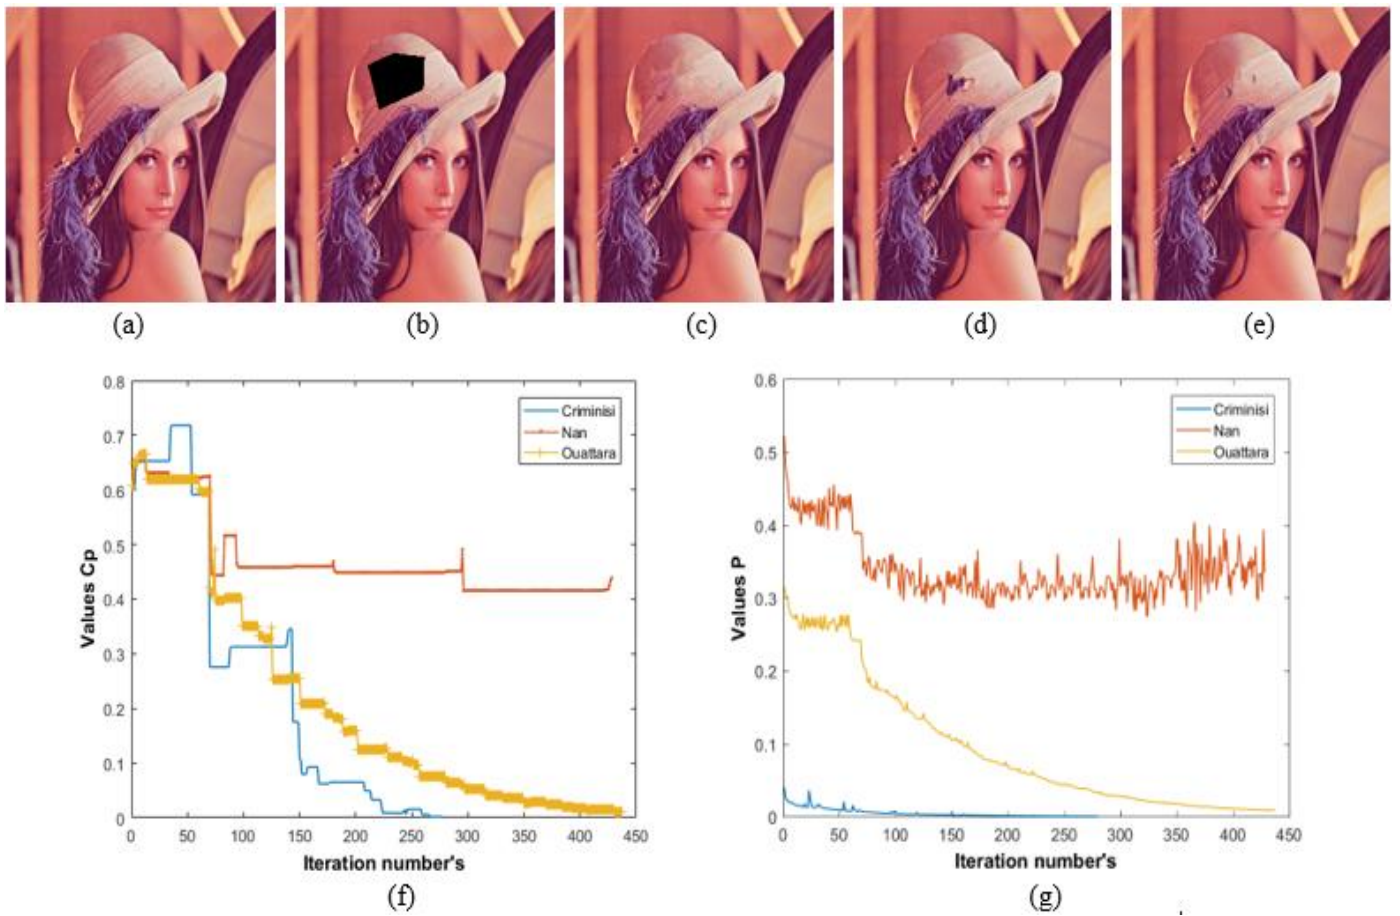 (a) (b) (c) (d) (e)
0.8
0.7
0.6
0.5
0.4
0.3
0.2
0.1
0
Values Cp
Criminisi
Nan
Ouattara
0 50 100 150 200 250 300 350 400 450
Iteration number's
(f)
0.6
0.5
0.4
0.3
0.2
0.1
0
Values P
Criminisi
Nan
Ouattara
0 50 100 150 200 250 300 350 400 450
Iteration number's
(g)